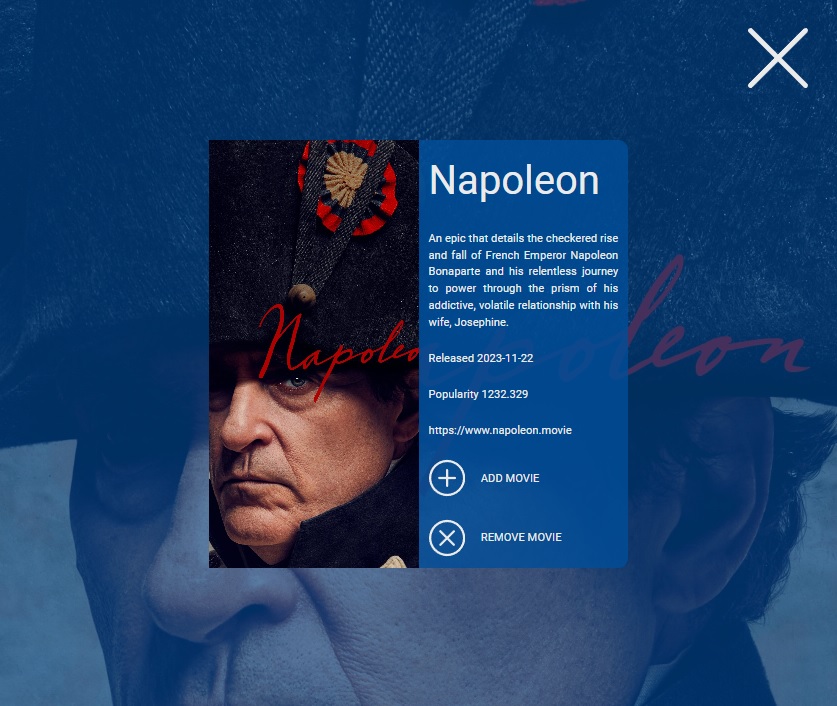 Napoleon
An epic that details the checkered rise
and fall of French Emperor Napoleon
Bonaparte and his relentless journey
to power through the prism of his
addictive, volatile relationship with his
wife, Josephine.
Napoleo
poleon
Released 2023-11-22
Popularity 1232.329
https://www.napoleon.movie
ADD MOVIE
REMOVE MOVIE